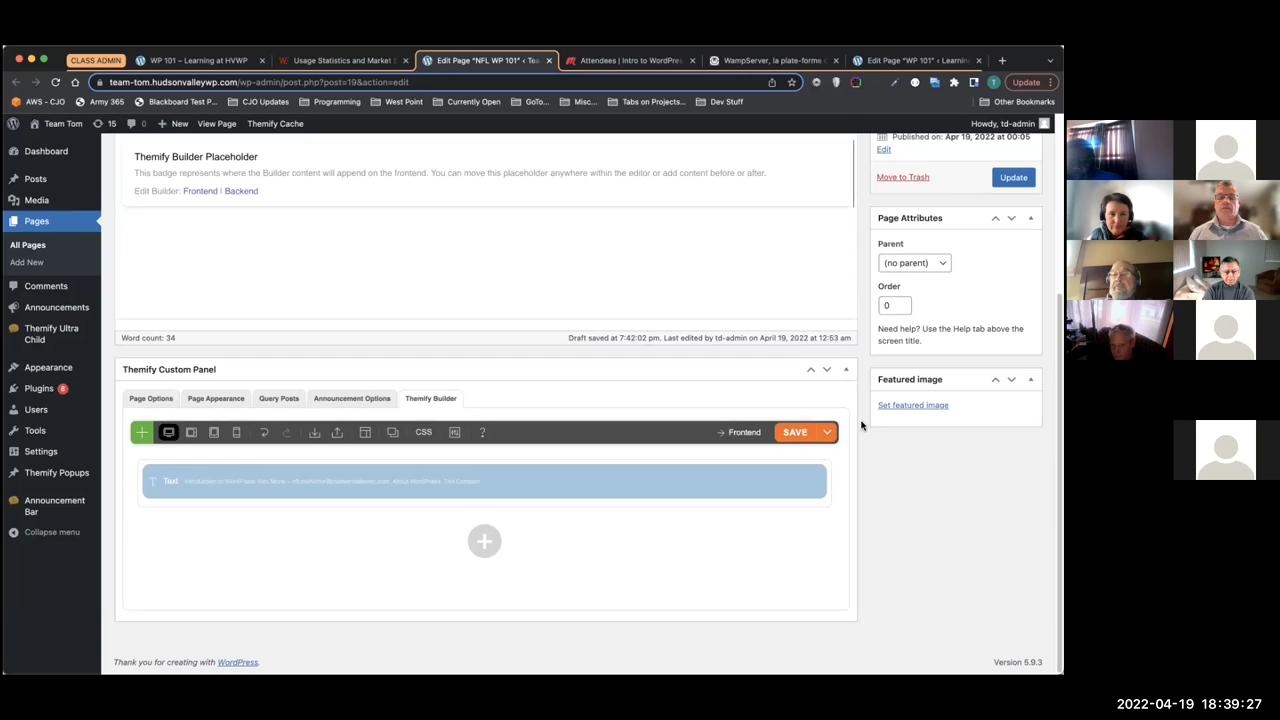 CLASS ADMIN
WP 101 – Learning at HVWP
Usage Statistics and Market
Edit Page "NFL WP 101" ‹ Tea
Attendees | Intro to WordPres
WampServer, la plate-forme
Edit Page "WP 101" ‹ Learnin
team-tom.hudsonvalleywp.com/wp-admin/post.php?post=19&action=edit
T
Update
AWS - CJO
Army 365
Blackboard Test P...
CJO Updates
Programming
West Point
Currently Open
GoTo...
Misc...
Tabs on Projects...
Dev Stuff
Other Bookmarks
Team Tom
15
0
New
View Page
Themify Cache
Howdy, td-admin
Dashboard
Posts
Media
Pages
All Pages
Add New
Comments
Announcements
Themify Ultra
Child
Appearance
Plugins 8
Users
Tools
Settings
Themify Popups
Announcement
Bar
Collapse menu
Themify Builder Placeholder
This badge represents where the Builder content will append on the frontend. You can move this placeholder anywhere within the editor or add content before or after.
Edit Builder: Frontend | Backend
Word count: 34
Draft saved at 7:42:02 pm. Last edited by td-admin on April 19, 2022 at 12:53 am
Themify Custom Panel
Page Options
Page Appearance
Query Posts
Announcement Options
Themify Builder
CSS
?
Frontend
SAVE
T Text
Thank you for creating with WordPress.
Version 5.9.3
Published on: Apr 19, 2022 at 00:05
Edit
Move to Trash
Update
Page Attributes
Parent
(no parent)
Order
0
Need help? Use the Help tab above the
screen title.
Featured image
Set featured image
2022-04-19 18:39:27